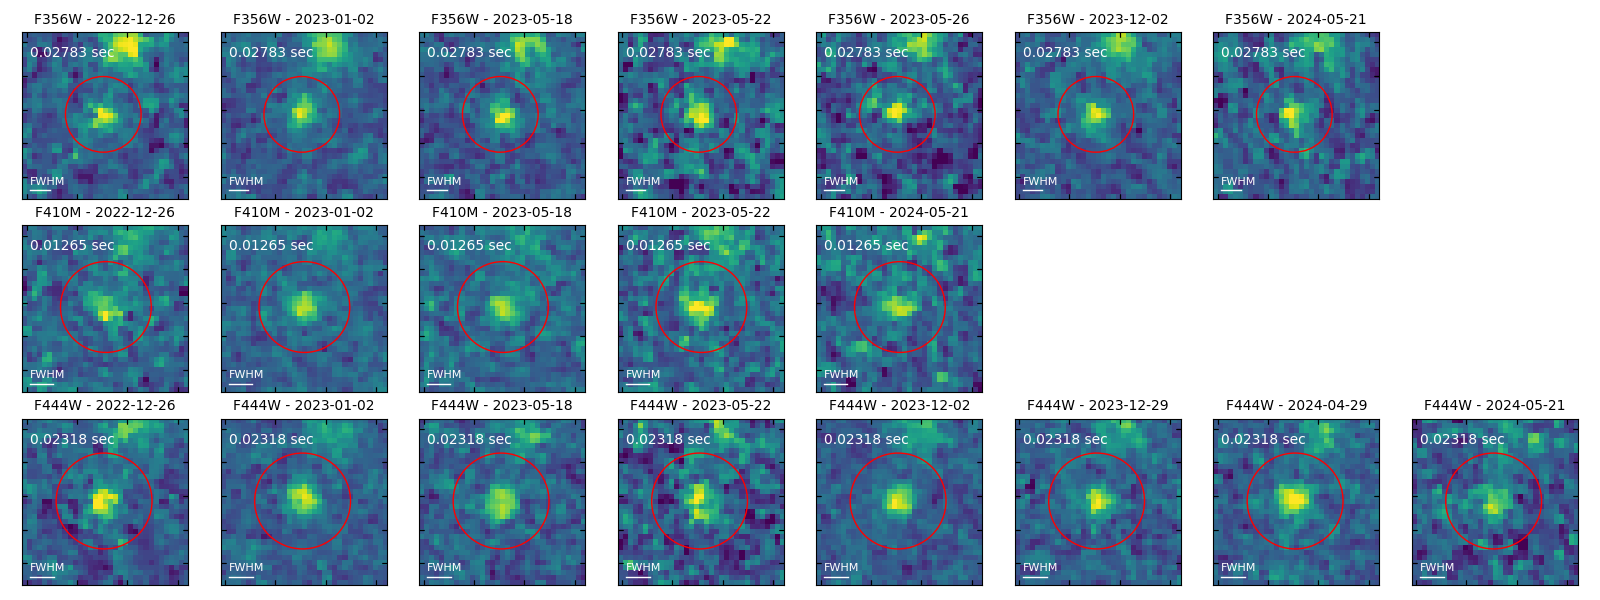 F356W - 2022-12-26
F356W - 2023-01-02
F356W - 2023-05-18
F356W - 2023-05-22
F356W - 2023-05-26
F356W - 2023-12-02
F356W - 2024-05-21
0.02783 sec
0.02783 sec
0.02783 sec
0.02783 sec
0.02783 sec
0.02783 sec
0.02783 sec
FWHM
FWHM
FWHM
FWHM
FWHM
FWHM
FWHM
F410M - 2022-12-26
F410M - 2023-01-02
F410M - 2023-05-18
F410M - 2023-05-22
F410M - 2024-05-21
0.01265 sec
0.01265 sec
0.01265 sec
0.01265 sec
0.01265 sec
FWHM
FWHM
FWHM
FWHM
FWHM
F444W - 2022-12-26
F444W - 2023-01-02
F444W - 2023-05-18
F444W - 2023-05-22
F444W - 2023-12-02
F444W - 2023-12-29
F444W - 2024-04-29
F444W - 2024-05-21
0.02318 sec
0.02318 sec
0.02318 sec
0.02318 sec
0.02318 sec
0.02318 sec
0.02318 sec
0.02318 sec
FWHM
FWHM
FWHM
FWHM
FWHM
FWHM
FWHM
FWHM